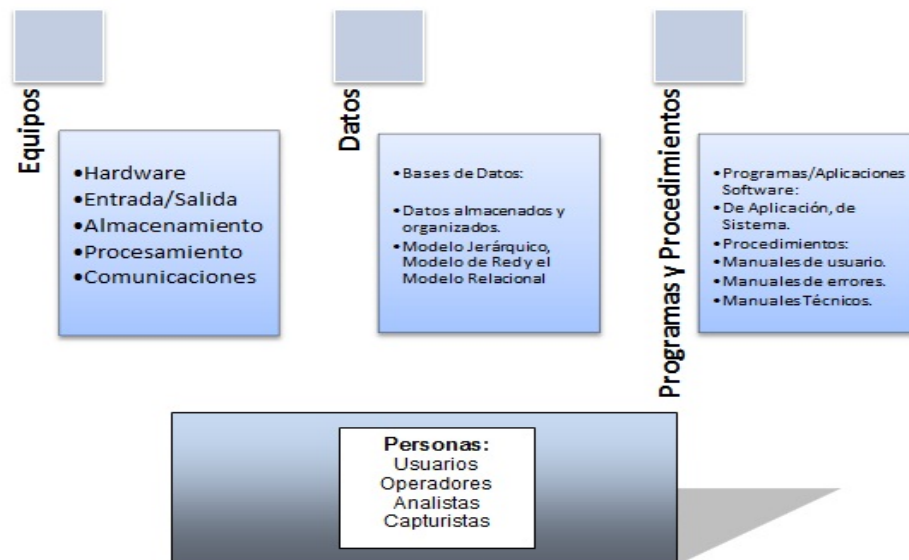 Equipos
•Hardware
•Entrada/Salida
•Almacenamiento
•Procesamiento
•Comunicaciones
Datos
•Bases de Datos:
•Datos almacenados y
organizados.
•Modelo Jerárquico,
Modelo de Red y el
Modelo Relacional
Programas y Procedimientos
•Programas/Aplicaciones
Software:
•De Aplicación, de
Sistema.
•Procedimientos:
•Manuales de usuario.
•Manuales de errores.
•Manuales Técnicos.
Personas:
Usuarios
Operadores
Analistas
Capturistas